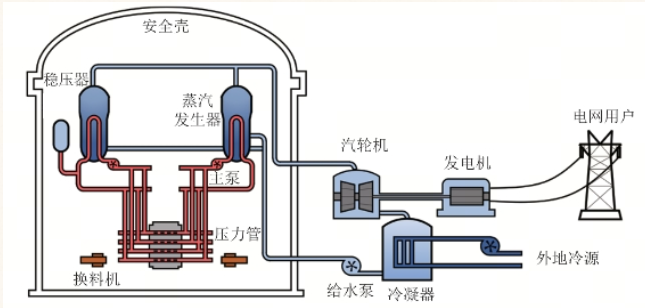 安全壳
稳压器
蒸汽
发生器
主泵
压力管
换料机
汽轮机
发电机
电网用户
给水泵
冷凝器
外地冷源